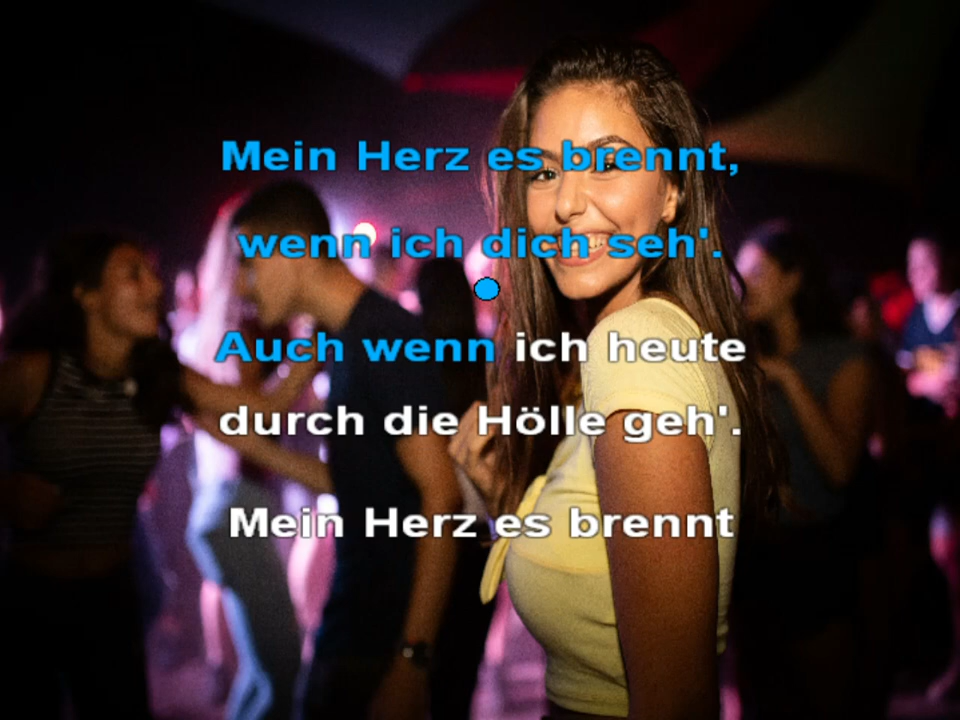 Mein Herz es brennt,
wenn ich dich seh'.
Auch wenn ich heute
durch die Hölle geh'.
Mein Herz es brennt